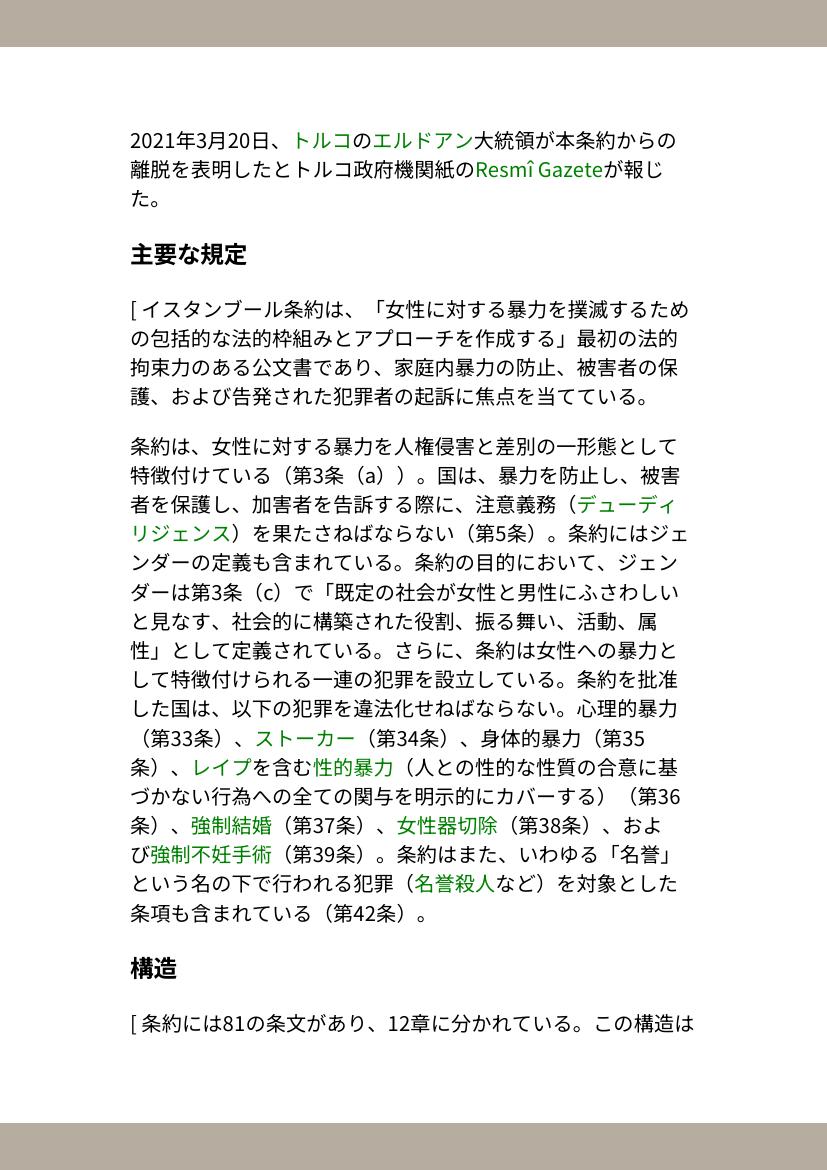 2021年3月20日、トルコのエルドアン大統領が本条約からの
離脱を表明したとトルコ政府機関紙のResmî Gazeteが報じ
た。
主要な規定
[ イスタンブール条約は、「女性に対する暴力を撲滅するため
の包括的な法的枠組みとアプローチを作成する」最初の法的
拘束力のある公文書であり、家庭内暴力の防止、被害者の保
護、および告発された犯罪者の起訴に焦点を当てている。
条約は、女性に対する暴力を人権侵害と差別の一形態として
特徴付けている（第3条（a））。国は、暴力を防止し、被害
者を保護し、加害者を告訴する際に、注意義務（デューディ
リジェンス）を果たさねばならない（第5条）。条約にはジェ
ンダーの定義も含まれている。条約の目的において、ジェン
ダーは第3条（c）で「既定の社会が女性と男性にふさわしい
と見なす、社会的に構築された役割、振る舞い、活動、属
性」として定義されている。さらに、条約は女性への暴力と
して特徴付けられる一連の犯罪を設立している。条約を批准
した国は、以下の犯罪を違法化せねばならない。心理的暴力
（第33条）、ストーカー（第34条）、身体的暴力（第35
条）、レイプを含む性的暴力（人との性的な性質の合意に基
づかない行為への全ての関与を明示的にカバーする）（第36
条）、強制結婚（第37条）、女性器切除（第38条）、およ
び強制不妊手術（第39条）。条約はまた、いわゆる「名誉」
という名の下で行われる犯罪（名誉殺人など）を対象とした
条項も含まれている（第42条）。
構造
[ 条約には81の条文があり、12章に分かれている。この構造は